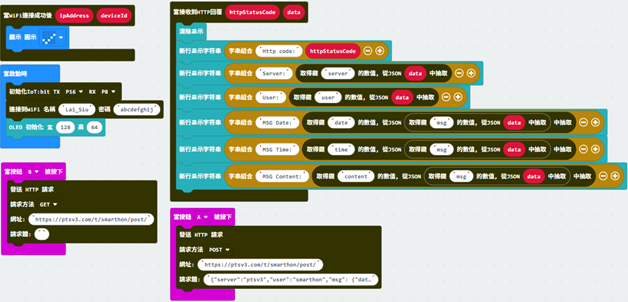 當WiFi連接成功後 ipAddress deviceId
顯示 圖示
當啟動時
初始化IoT:bit TX P16 RX P8
連接到WiFi 名稱 "Lai_Siu" 密碼 "abcdefghij"
OLED 初始化 寬 128 高 64
當按鈕 B 被按下
發送 HTTP 請求
請求方法 GET
網址: "https://ptsv3.com/t/smarthon/post/"
請求體: ""
當接收到HTTP回覆 httpStatusCode data
清除顯示
新行顯示字符串 字串組合 "Http code:" httpStatusCode
新行顯示字符串 字串組合 "Server:" 取得鍵 "server" 的數值, 從JSON data 中抽取
新行顯示字符串 字串組合 "User:" 取得鍵 "user" 的數值, 從JSON data 中抽取
新行顯示字符串 字串組合 "MSG Date:" 取得鍵 "date" 的數值, 從JSON 取得鍵 "msg" 的數值, 從JSON data 中抽取 中抽取
新行顯示字符串 字串組合 "MSG Time:" 取得鍵 "time" 的數值, 從JSON 取得鍵 "msg" 的數值, 從JSON data 中抽取 中抽取
新行顯示字符串 字串組合 "MSG Content:" 取得鍵 "content" 的數值, 從JSON 取得鍵 "msg" 的數值, 從JSON data 中抽取 中抽取
當按鈕 A 被按下
發送 HTTP 請求
請求方法 POST
網址: "https://ptsv3.com/t/smarthon/post/"
請求體: "{"server":"ptsv3","user":"smarthon","msg": {"dat…